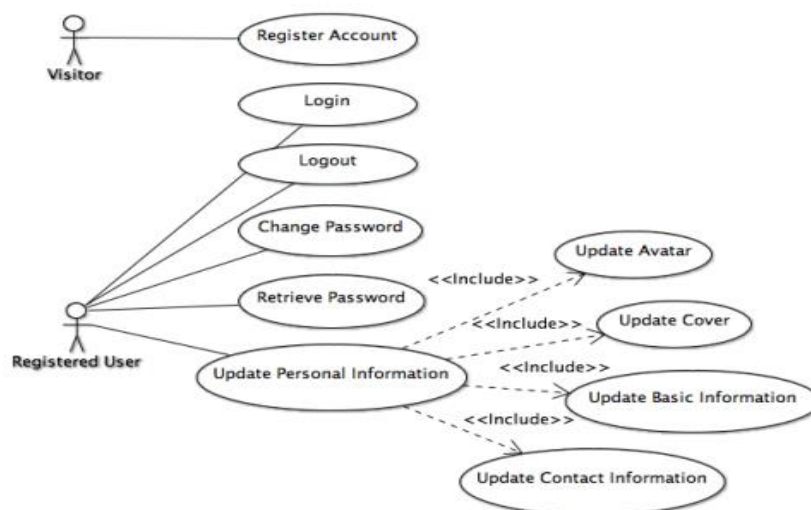 Register Account
Visitor
Login
Logout
Change Password
Update Avatar
<<Include>>
Retrieve Password
Update Cover
<<Include>>
Registered User
Update Personal Information
<<Include>>
Update Basic Information
<<Include>>
Update Contact Information